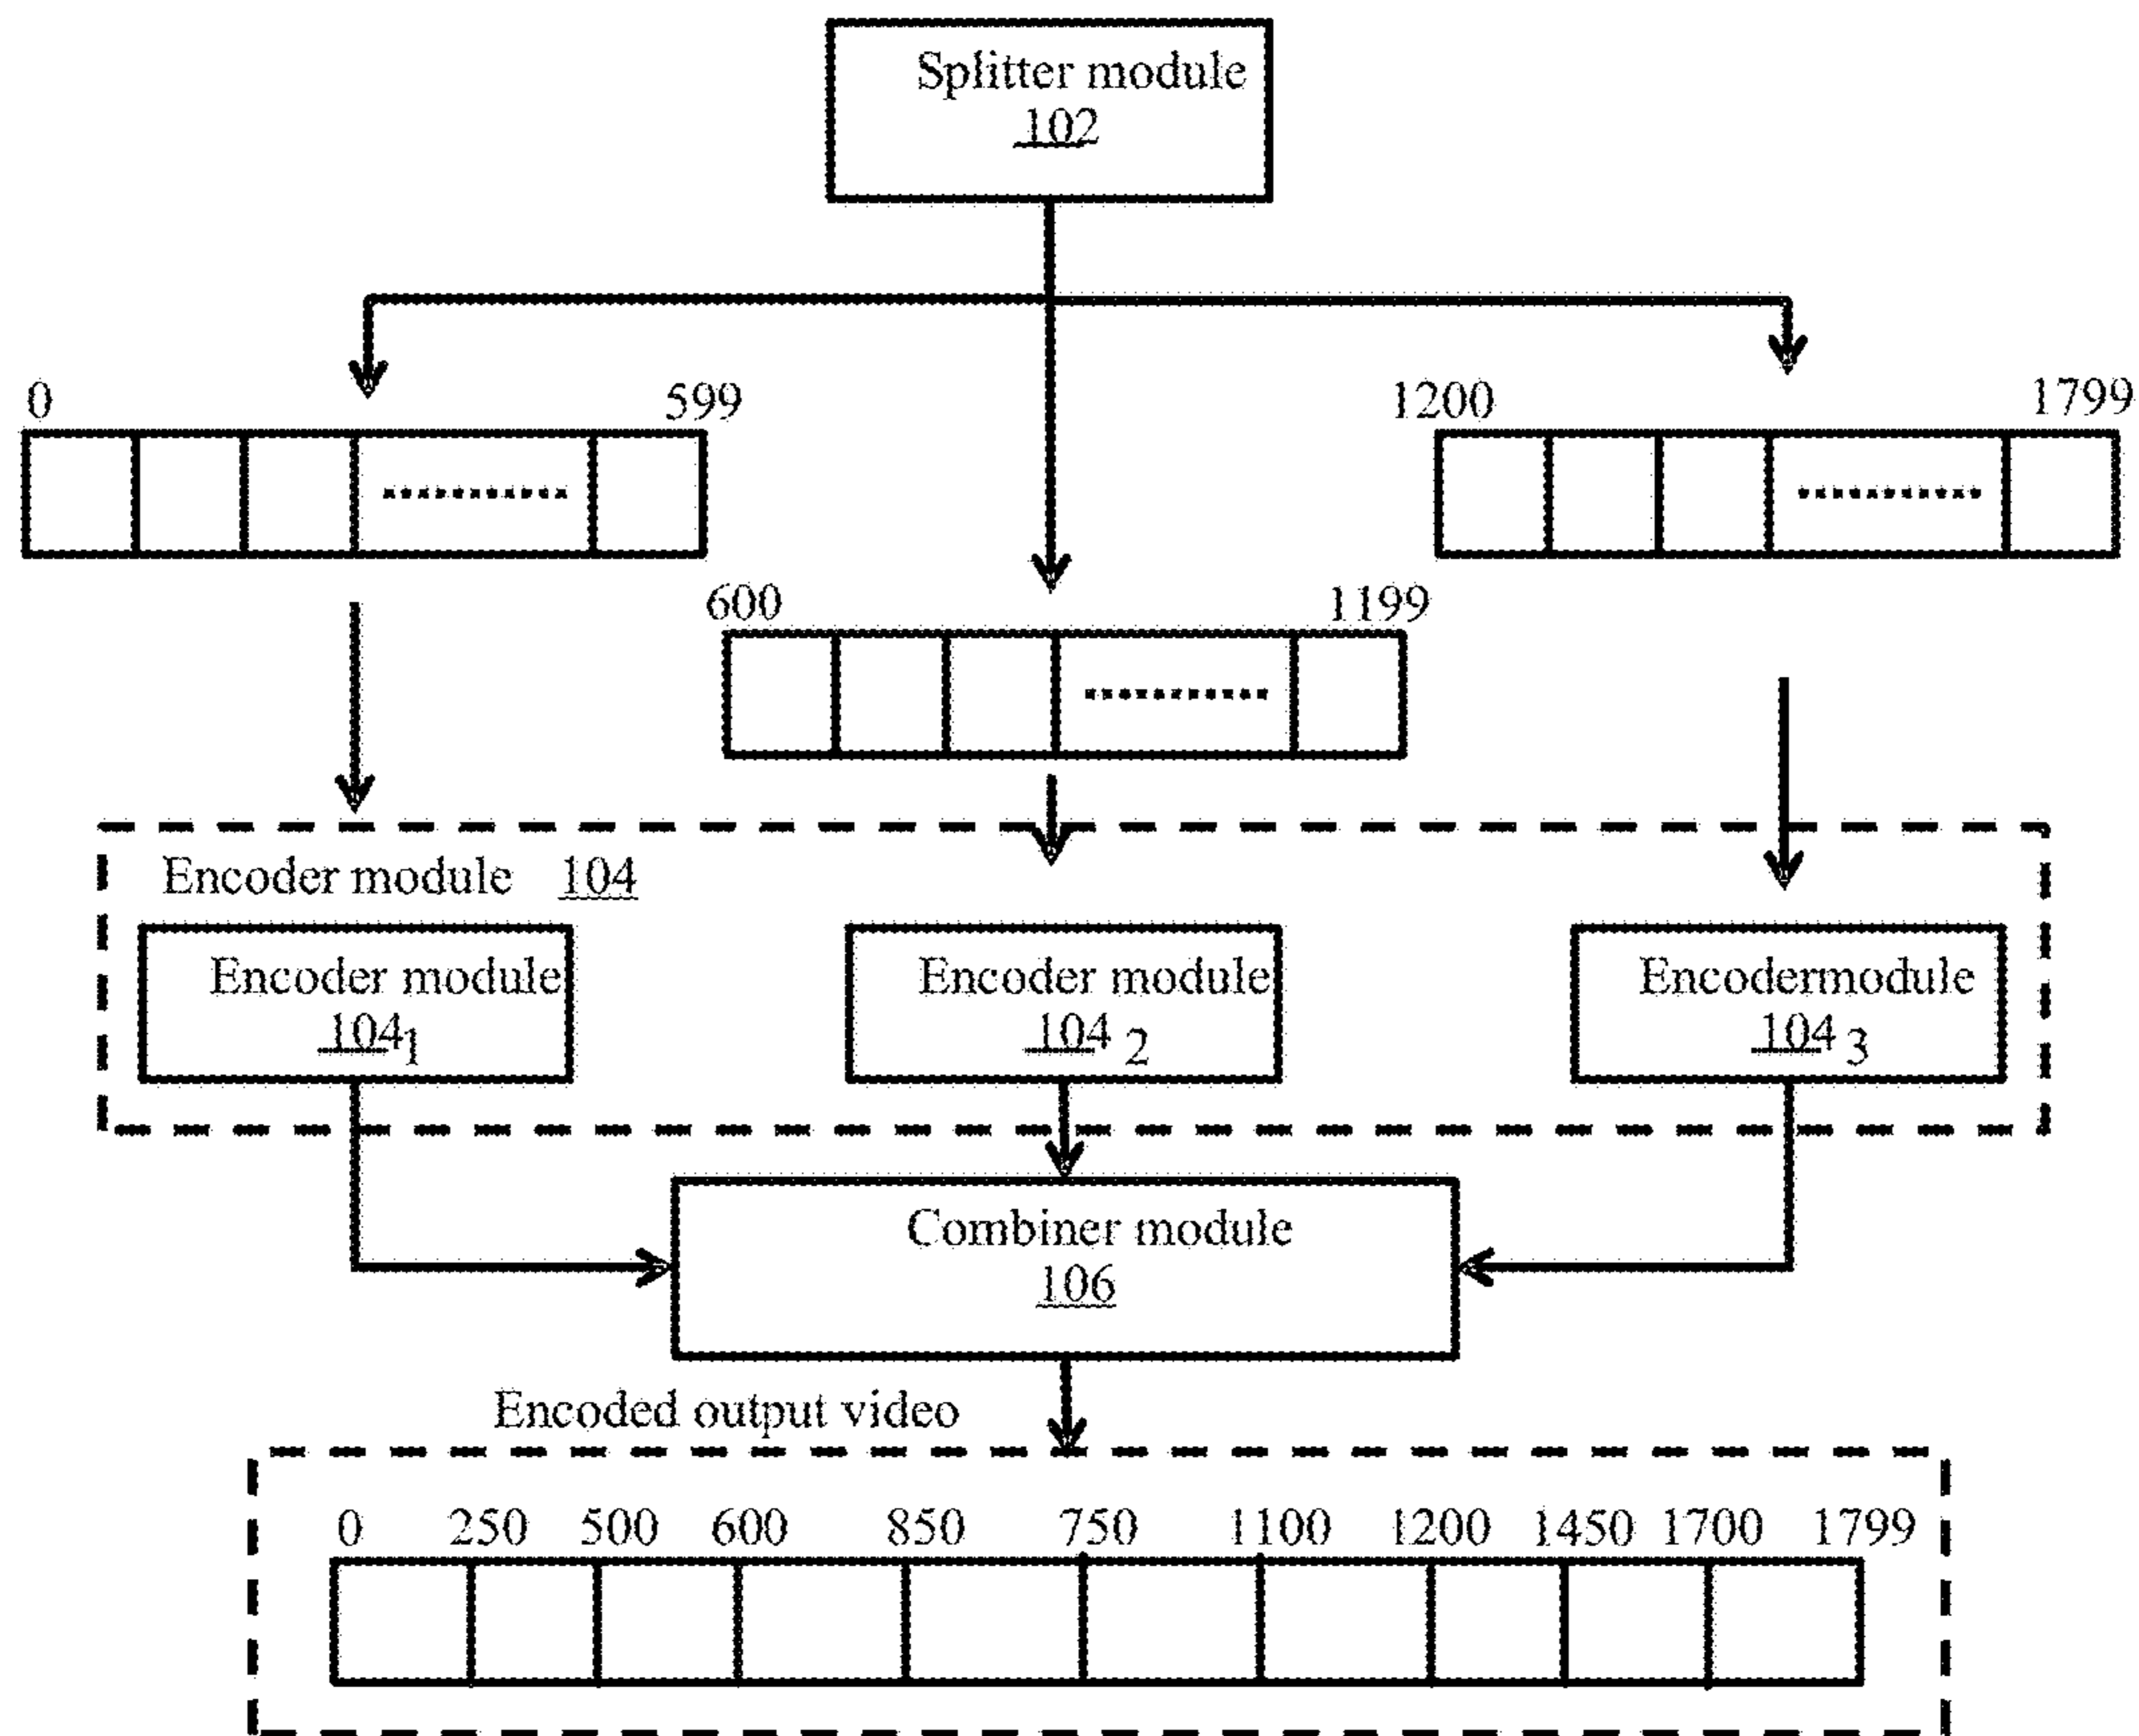 Splitter module
102
0 599
1200 1799
600 1199
Encoder module 104
Encoder module
104 1
Encoder module
104 2
Encodermodule
104 3
Combiner module
106
Encoded output video
0 250 500 600 850 750 1100 1200 1450 1700 1799